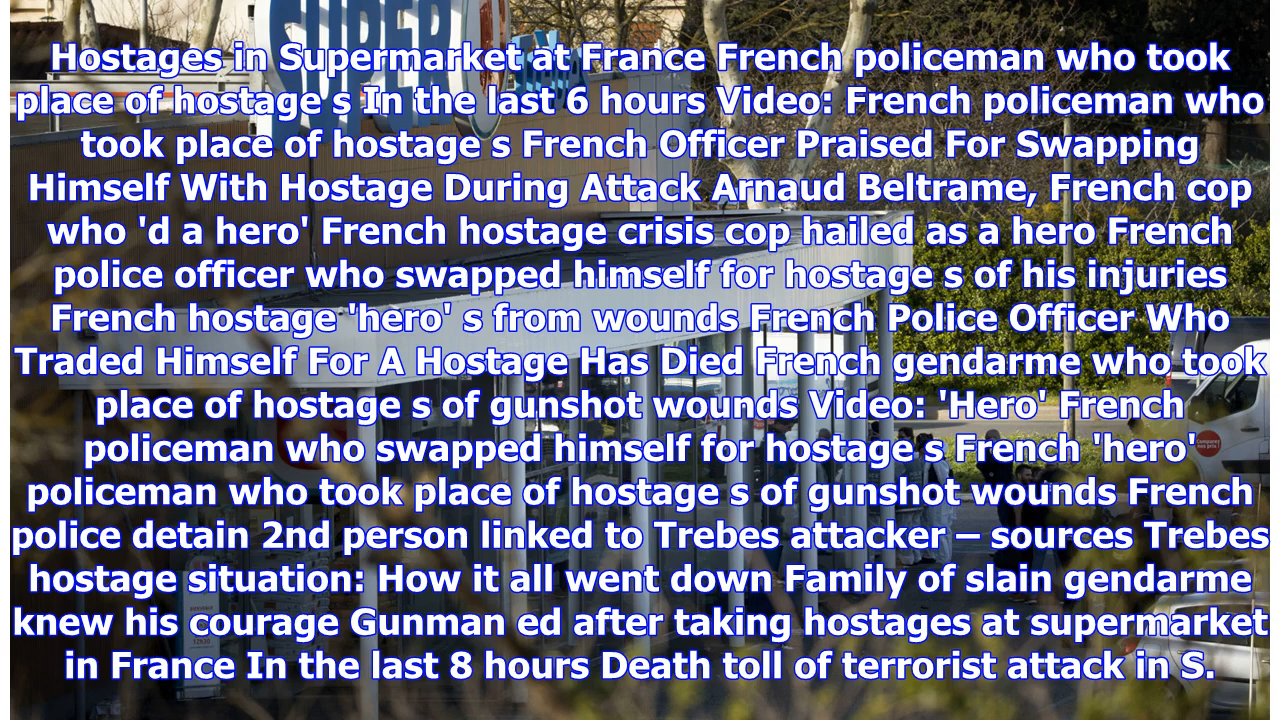 SUPER U
Hostages in Supermarket at France French policeman who took
place of hostage s In the last 6 hours Video: French policeman who
took place of hostage s French Officer Praised For Swapping
Himself With Hostage During Attack Arnaud Beltrame, French cop
who 'd a hero' French hostage crisis cop hailed as a hero French
police officer who swapped himself for hostage s of his injuries
French hostage 'hero' s from wounds French Police Officer Who
Traded Himself For A Hostage Has Died French gendarme who took
place of hostage s of gunshot wounds Video: 'Hero' French
policeman who swapped himself for hostage s French 'hero'
policeman who took place of hostage s of gunshot wounds French
police detain 2nd person linked to Trebes attacker – sources Trebes
hostage situation: How it all went down Family of slain gendarme
knew his courage Gunman ed after taking hostages at supermarket
in France In the last 8 hours Death toll of terrorist attack in S.